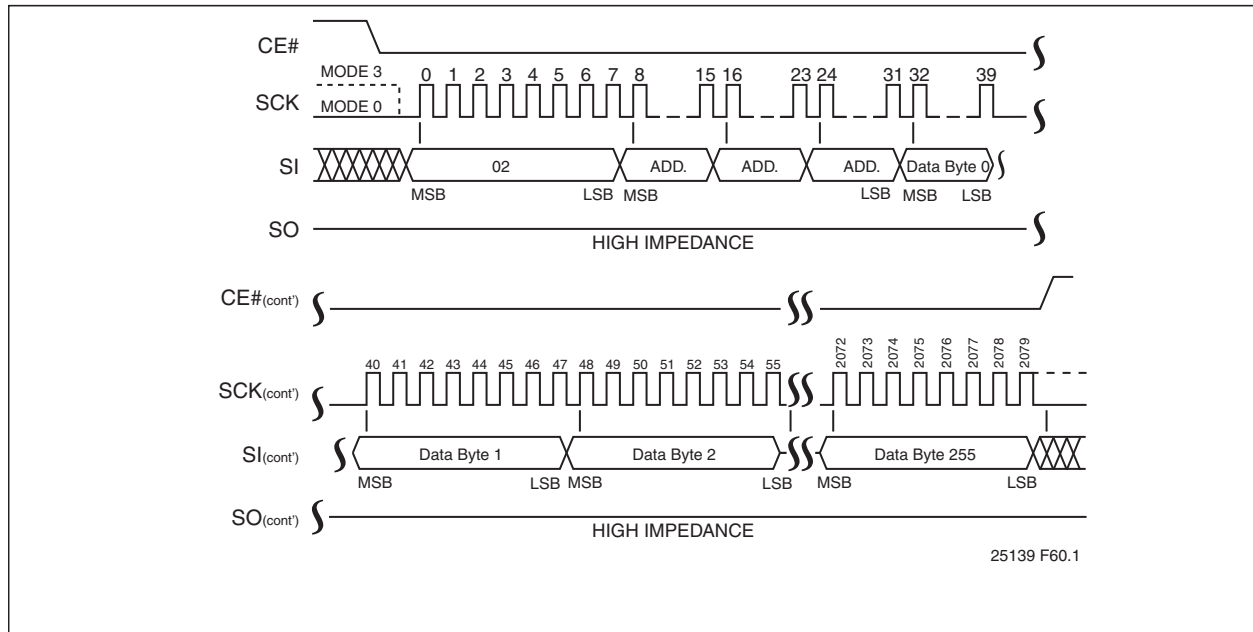 CE#
MODE 3
0 1 2 3 4 5 6 7 8 15 16 23 24 31 32 39
SCK
MODE 0
SI
02 ADD. ADD. ADD. Data Byte 0
MSB LSB MSB LSB MSB LSB
SO
HIGH IMPEDANCE
CE#(cont')
40 41 42 43 44 45 46 47 48 49 50 51 52 53 54 55 2072 2073 2074 2075 2076 2077 2078 2079
SCK(cont')
SI(cont')
Data Byte 1 Data Byte 2 Data Byte 255
MSB LSB MSB LSB MSB LSB
SO(cont')
HIGH IMPEDANCE
25139 F60.1